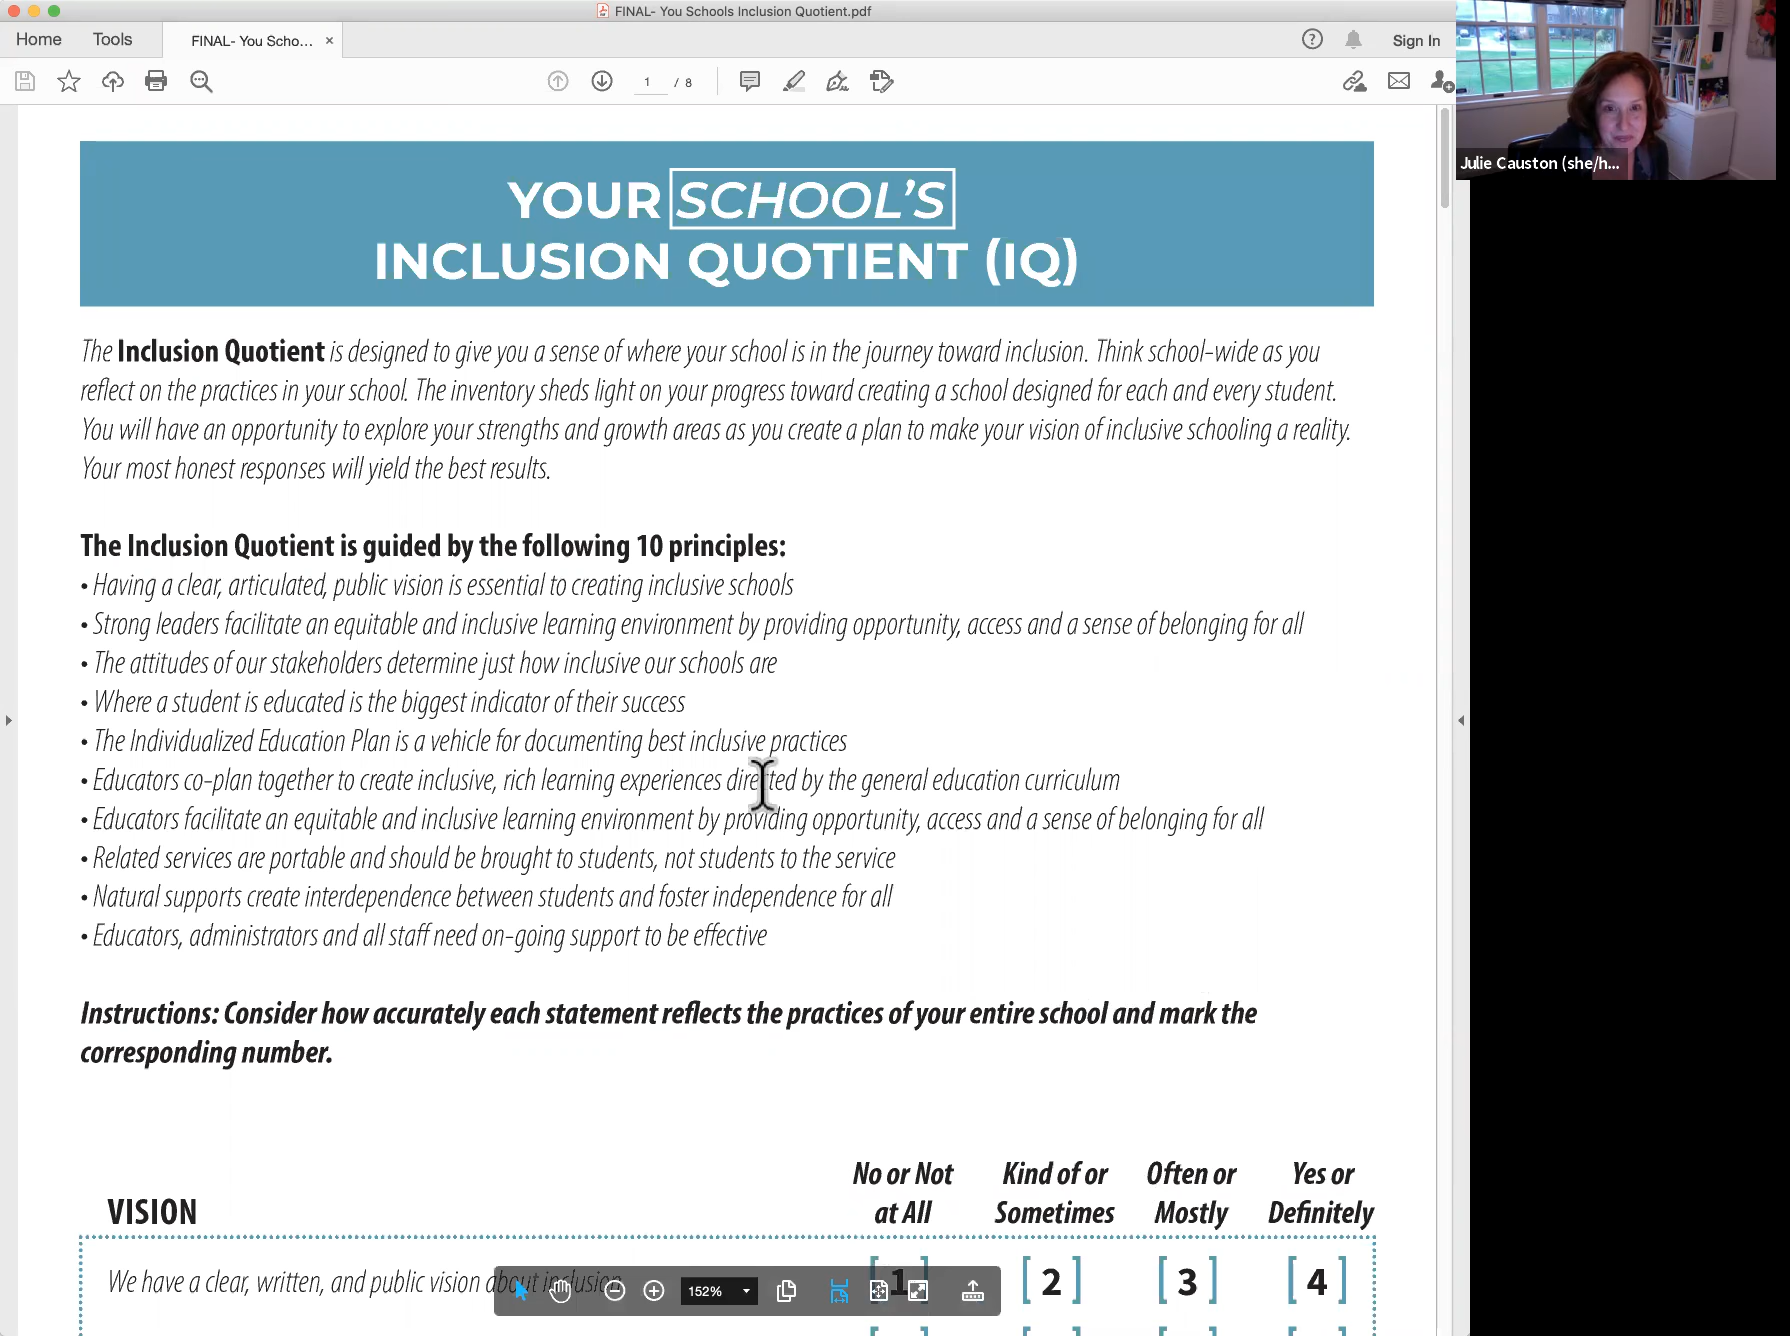 FINAL- You Schools Inclusion Quotient.pdf
Home Tools FINAL- You Scho... × Sign In
1 / 8
Julie Causton (she/h...
YOUR SCHOOL'S
INCLUSION QUOTIENT (IQ)
The Inclusion Quotient is designed to give you a sense of where your school is in the journey toward inclusion. Think school-wide as you
reflect on the practices in your school. The inventory sheds light on your progress toward creating a school designed for each and every student.
You will have an opportunity to explore your strengths and growth areas as you create a plan to make your vision of inclusive schooling a reality.
Your most honest responses will yield the best results.
The Inclusion Quotient is guided by the following 10 principles:
• Having a clear, articulated, public vision is essential to creating inclusive schools
• Strong leaders facilitate an equitable and inclusive learning environment by providing opportunity, access and a sense of belonging for all
• The attitudes of our stakeholders determine just how inclusive our schools are
• Where a student is educated is the biggest indicator of their success
• The Individualized Education Plan is a vehicle for documenting best inclusive practices
• Educators co-plan together to create inclusive, rich learning experiences directed by the general education curriculum
• Educators facilitate an equitable and inclusive learning environment by providing opportunity, access and a sense of belonging for all
• Related services are portable and should be brought to students, not students to the service
• Natural supports create interdependence between students and foster independence for all
• Educators, administrators and all staff need on-going support to be effective
Instructions: Consider how accurately each statement reflects the practices of your entire school and mark the
corresponding number.
No or Not Kind of or Often or Yes or
VISION at All Sometimes Mostly Definitely
We have a clear, written, and public vision about inclusion [1] [2] [3] [4]
152%